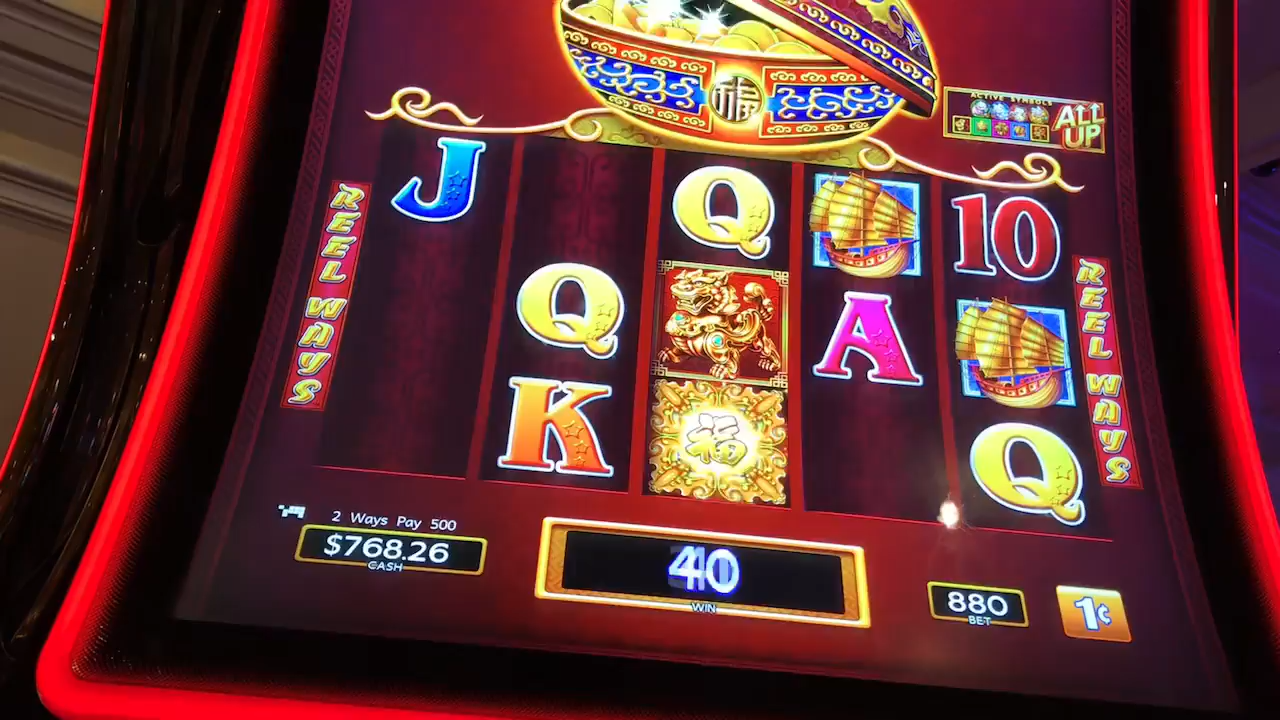 福
ACTIVE SYMBOLS
ALL
UP
REEL WAYS
J
Q
10
REEL WAYS
Q
A
K
福
Q
2 Ways Pay 500
$768.26
CASH
40
WIN
880
BET
1¢